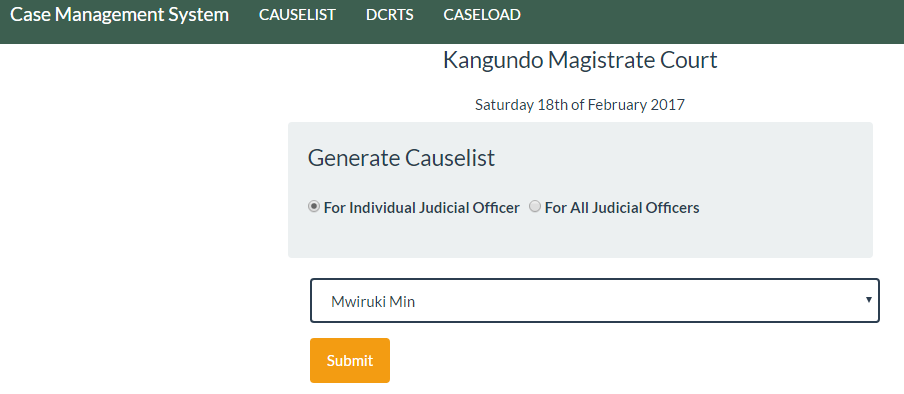 Case Management System CAUSELIST DCRTS CASELOAD
Kangundo Magistrate Court
Saturday 18th of February 2017
Generate Causelist
For Individual Judicial Officer For All Judicial Officers
Mwiruki Min
Submit